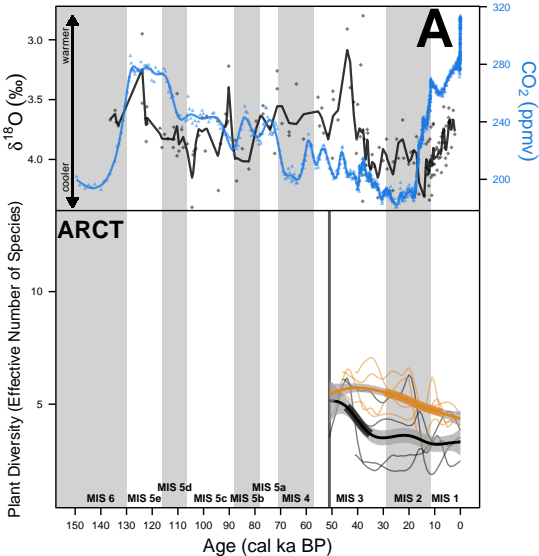 A
warmer
cooler
δ18O (‰)
3.0
3.5
4.0
320
280
240
200
CO2 (ppmv)
ARCT
Plant Diversity (Effective Number of Species)
10
5
MIS 6
MIS 5e
MIS 5d
MIS 5c
MIS 5b
MIS 5a
MIS 4
MIS 3
MIS 2
MIS 1
150 140 130 120 110 100 90 80 70 60 50 40 30 20 10 0
Age (cal ka BP)